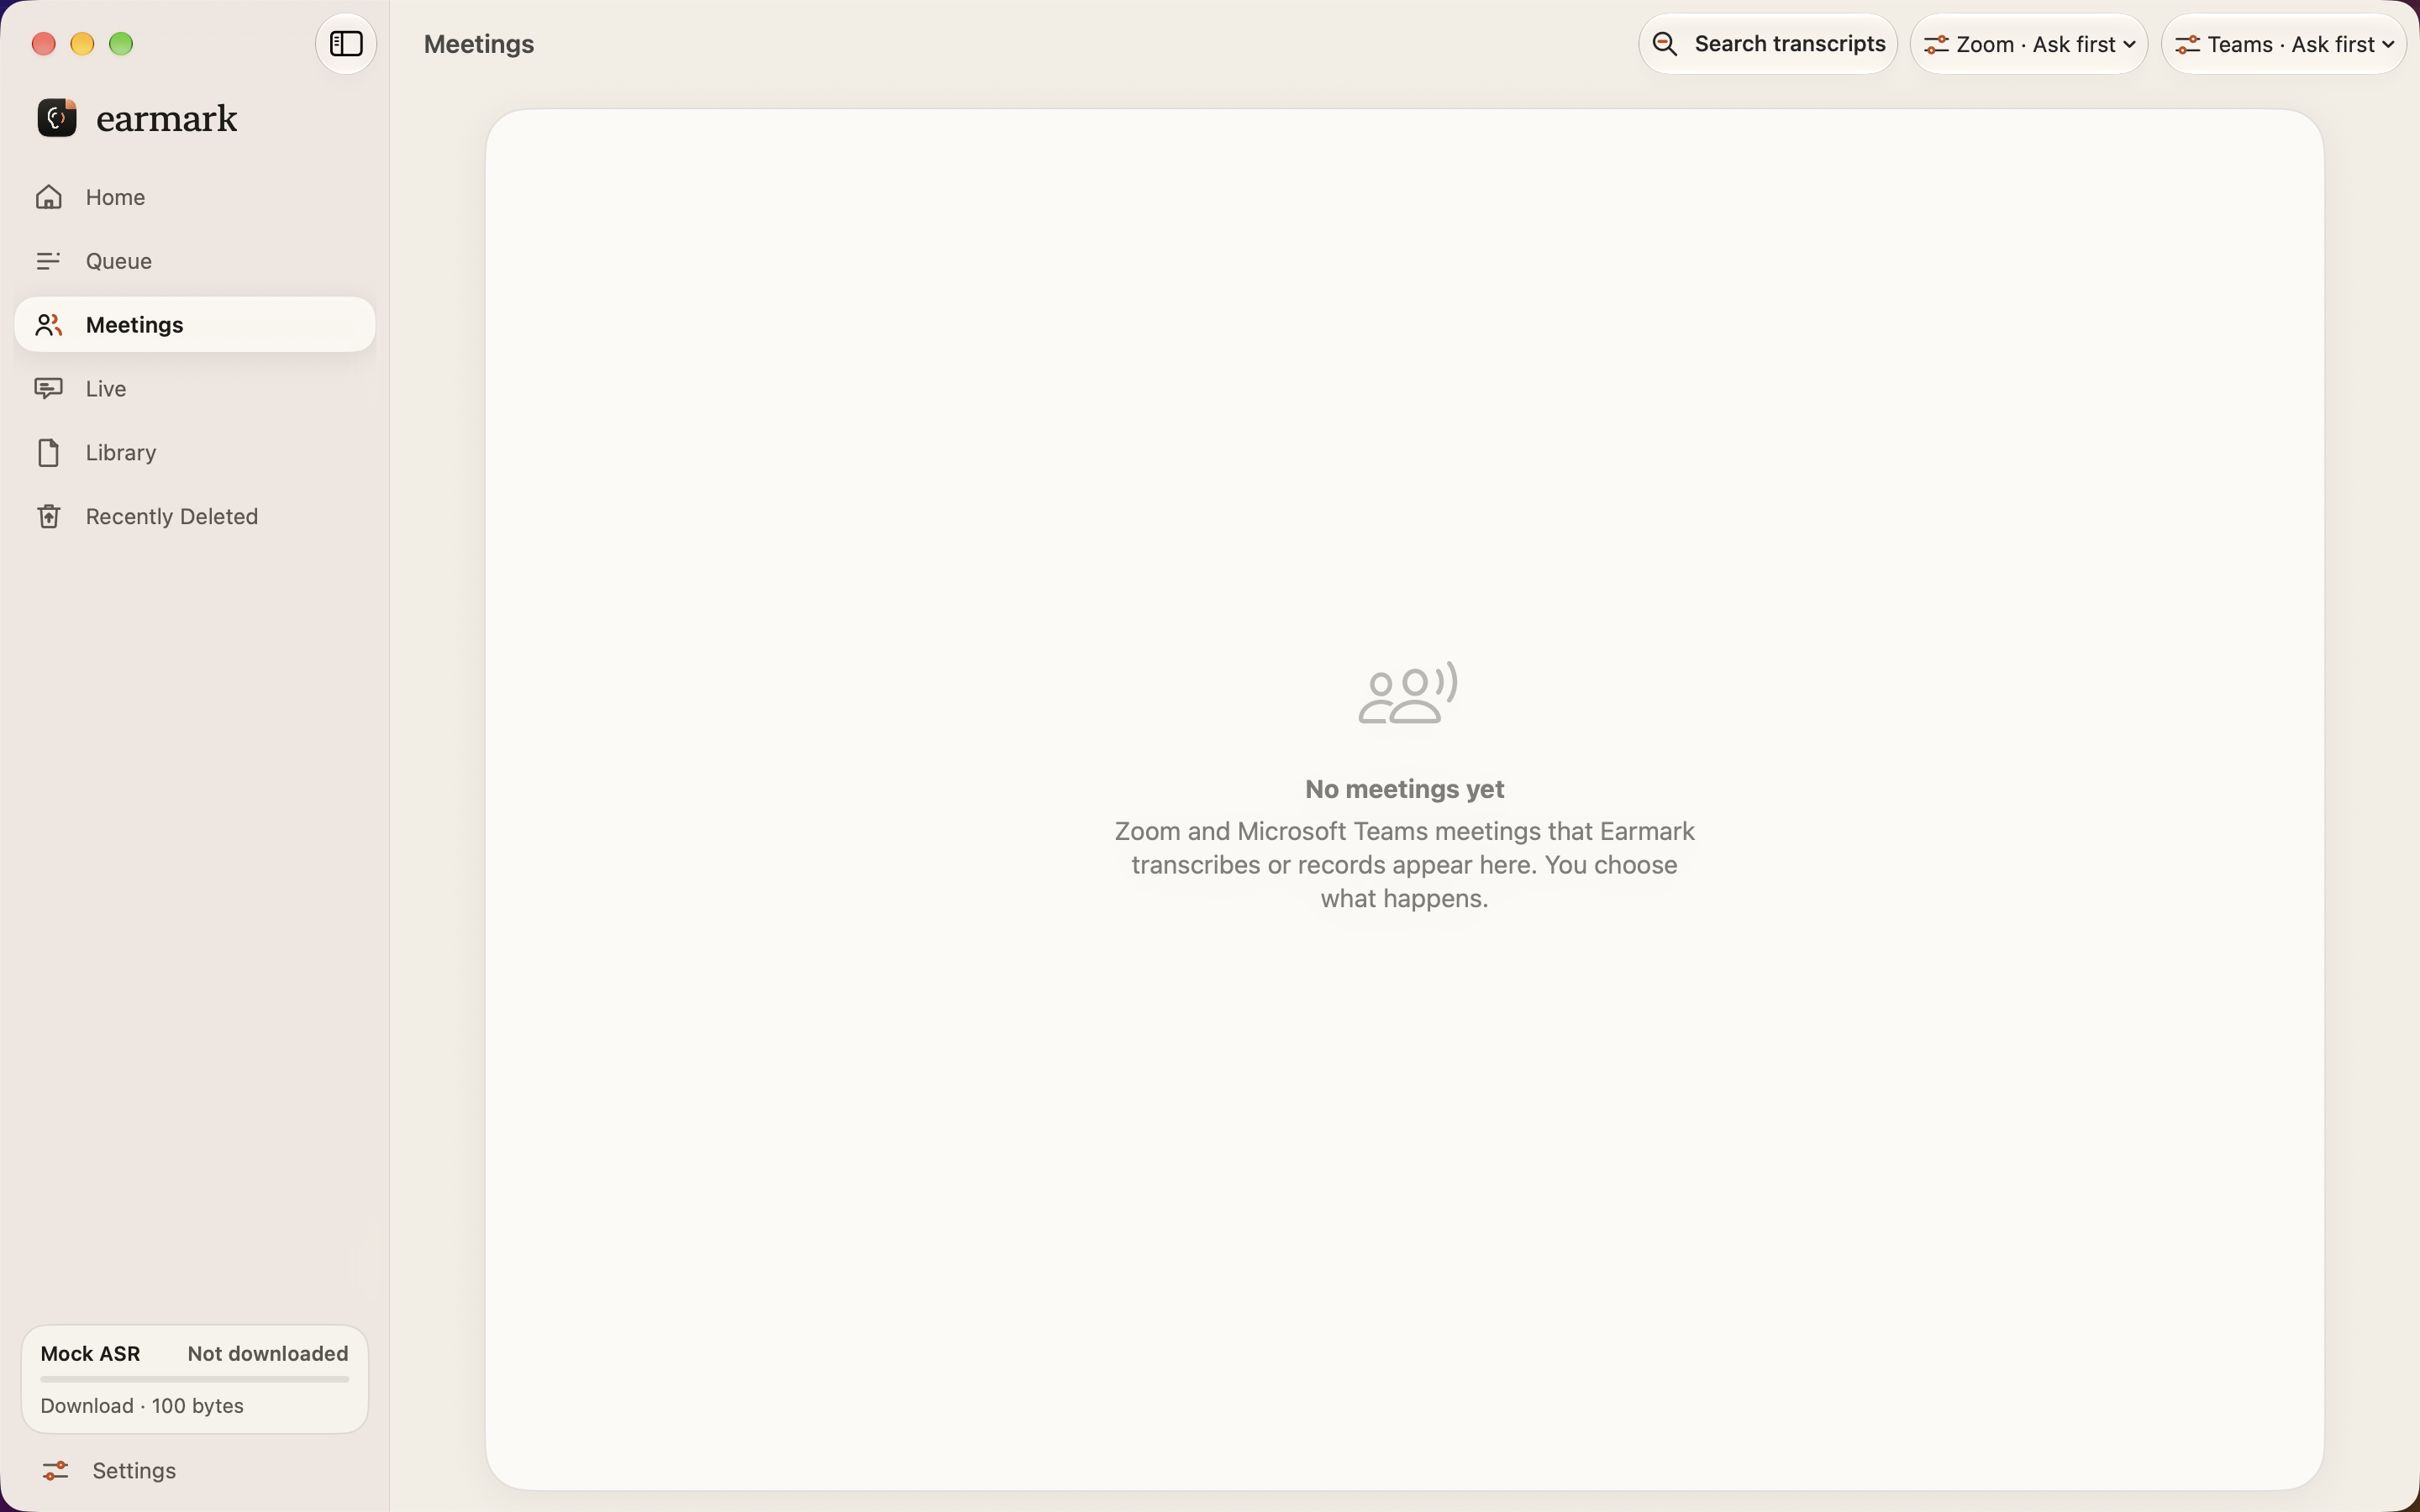 Meetings
Search transcripts
Zoom · Ask first
Teams · Ask first
earmark
Home
Queue
Meetings
Live
Library
Recently Deleted
No meetings yet
Zoom and Microsoft Teams meetings that Earmark
transcribes or records appear here. You choose
what happens.
Mock ASR
Not downloaded
Download · 100 bytes
Settings